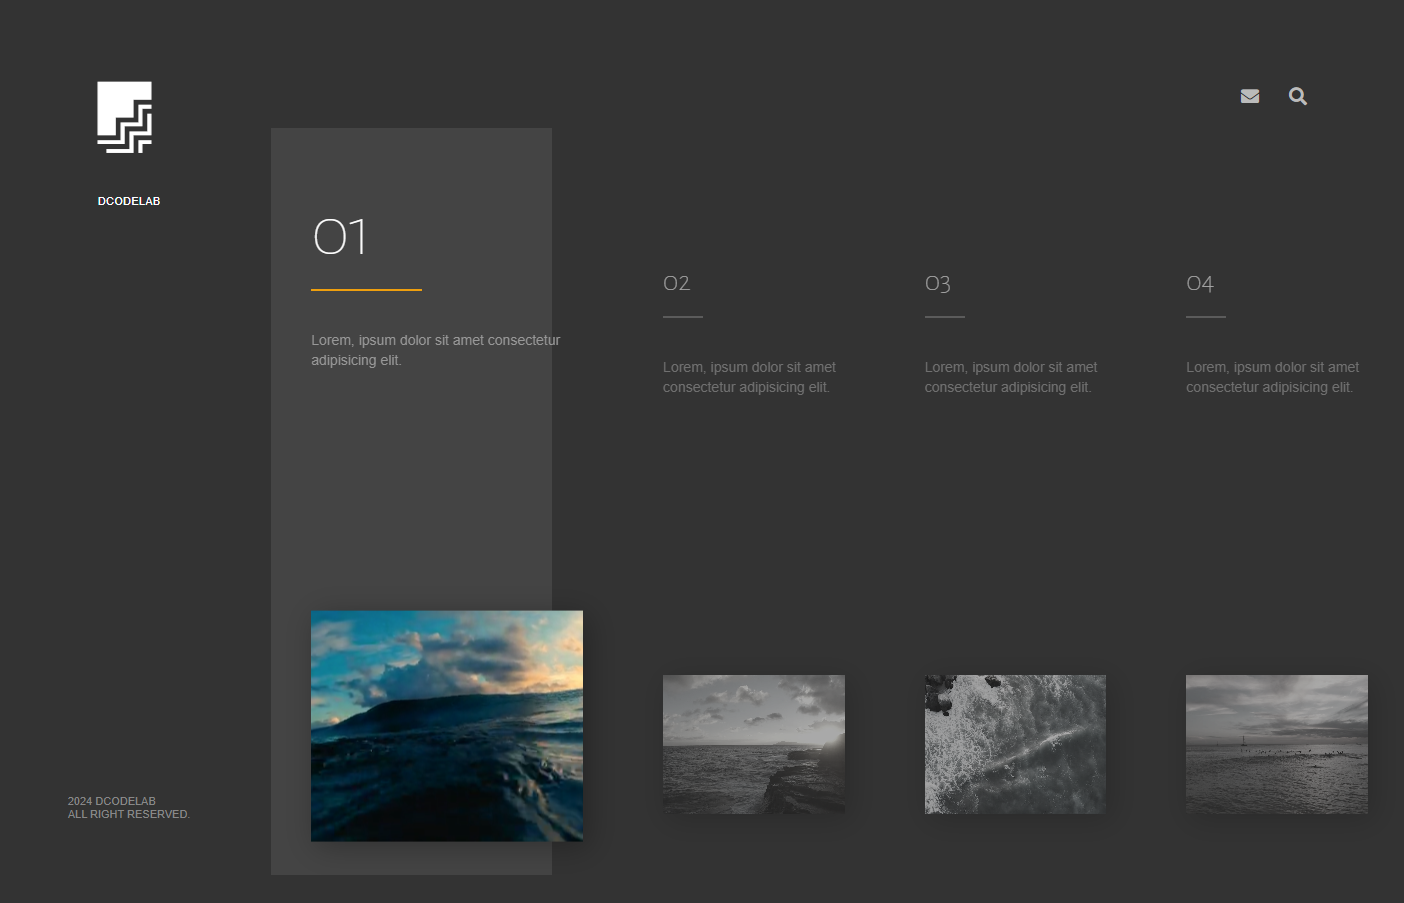 DCODELAB
01
Lorem, ipsum dolor sit amet consectetur
adipisicing elit.
02
Lorem, ipsum dolor sit amet
consectetur adipisicing elit.
03
Lorem, ipsum dolor sit amet
consectetur adipisicing elit.
04
Lorem, ipsum dolor sit amet
consectetur adipisicing elit.
2024 DCODELAB
ALL RIGHT RESERVED.